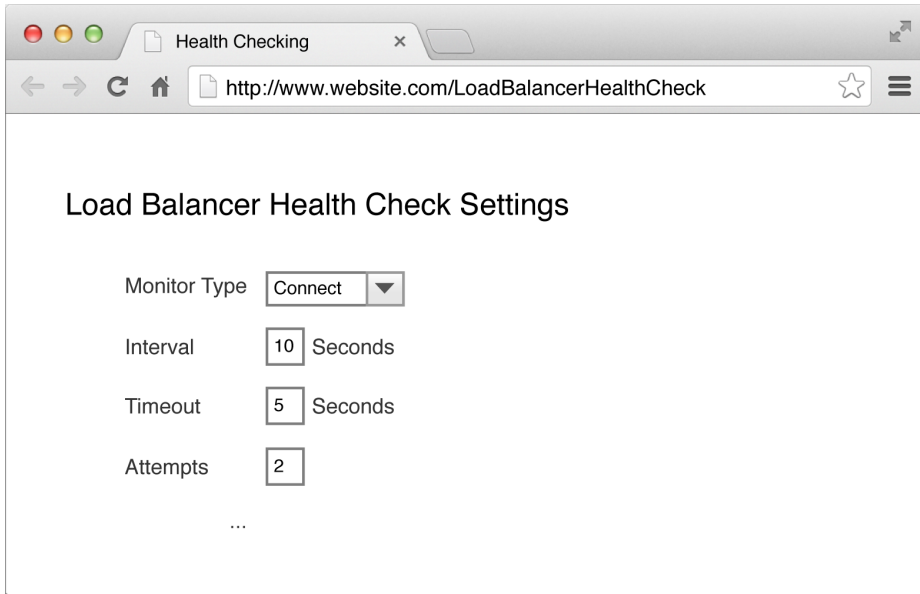 Health Checking
http://www.website.com/LoadBalancerHealthCheck
Load Balancer Health Check Settings
Monitor Type Connect
Interval 10 Seconds
Timeout 5 Seconds
Attempts 2
...